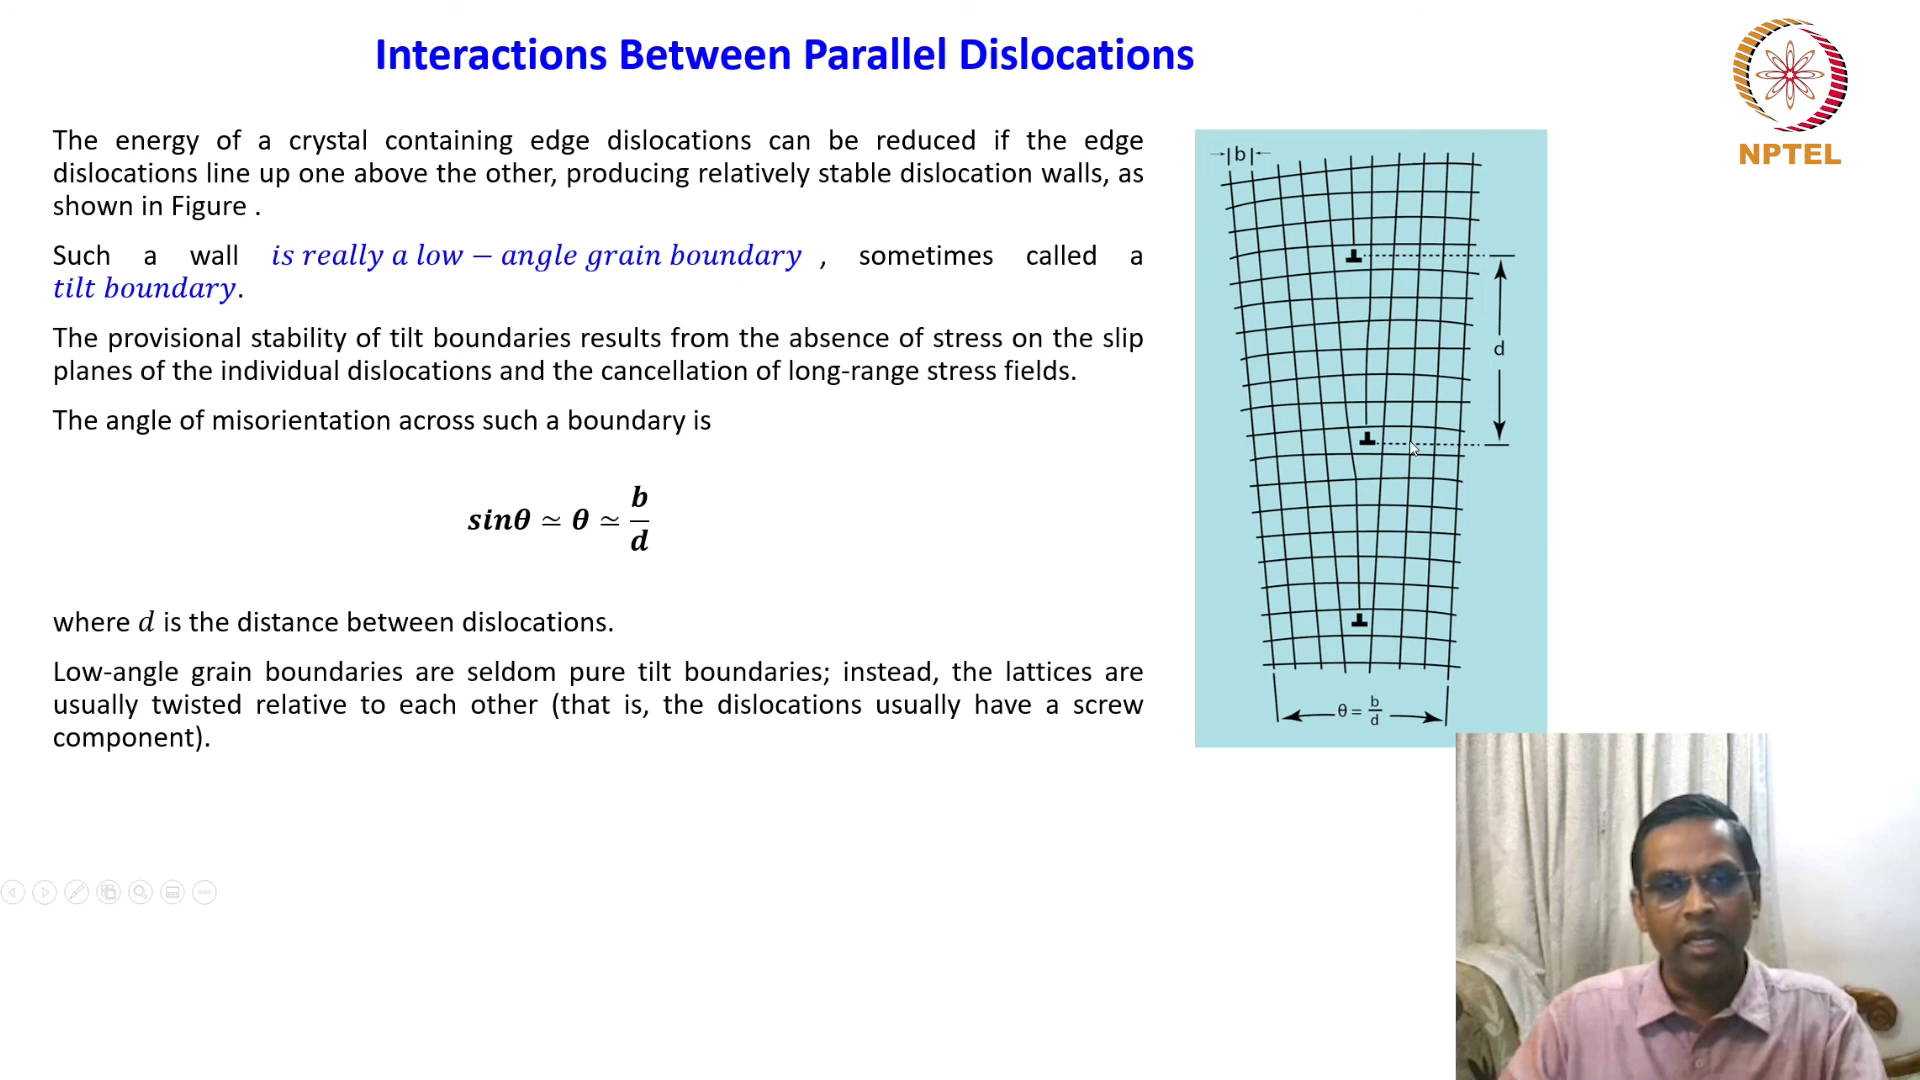 Interactions Between Parallel Dislocations
NPTEL
The energy of a crystal containing edge dislocations can be reduced if the edge
dislocations line up one above the other, producing relatively stable dislocation walls, as
shown in Figure .
Such a wall is really a low − angle grain boundary , sometimes called a
tilt boundary.
The provisional stability of tilt boundaries results from the absence of stress on the slip
planes of the individual dislocations and the cancellation of long-range stress fields.
The angle of misorientation across such a boundary is
sinθ ≃ θ ≃ b/d
where d is the distance between dislocations.
Low-angle grain boundaries are seldom pure tilt boundaries; instead, the lattices are
usually twisted relative to each other (that is, the dislocations usually have a screw
component).
b
d
θ = b/d